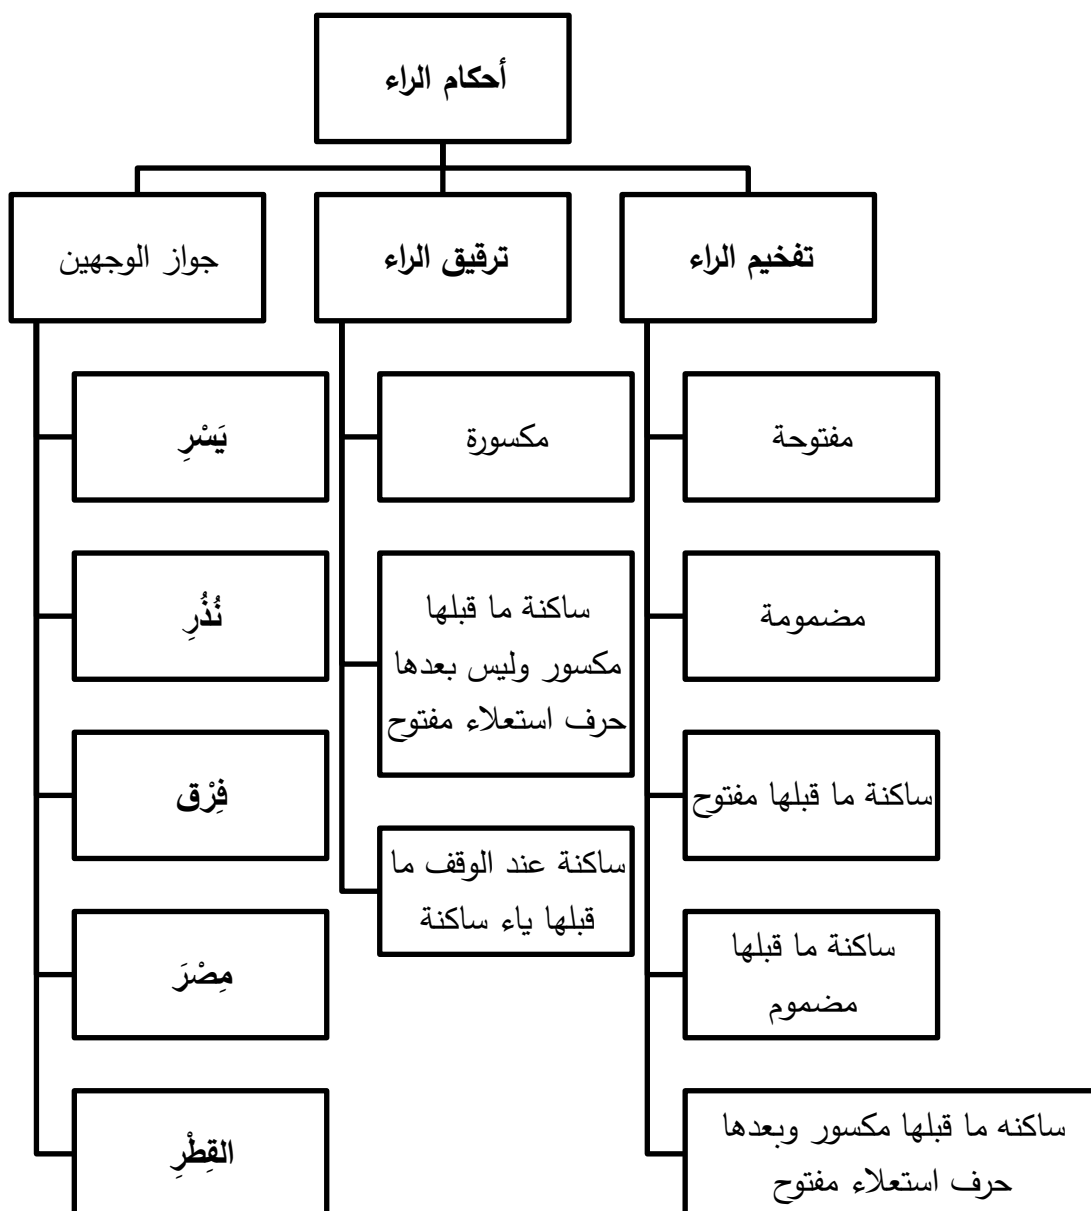 أحكام الراء
تفخيم الراء
ترقيق الراء
جواز الوجهين
مفتوحة
مضمومة
ساكنة ما قبلها مفتوح
ساكنة ما قبلها
مضموم
ساكنه ما قبلها مكسور وبعدها
حرف استعلاء مفتوح
مكسورة
ساكنة ما قبلها
مكسور وليس بعدها
حرف استعلاء مفتوح
ساكنة عند الوقف ما
قبلها ياء ساكنة
يَسْرِ
نُذُرِ
فِرْق
مِصْرَ
القِطْرِ